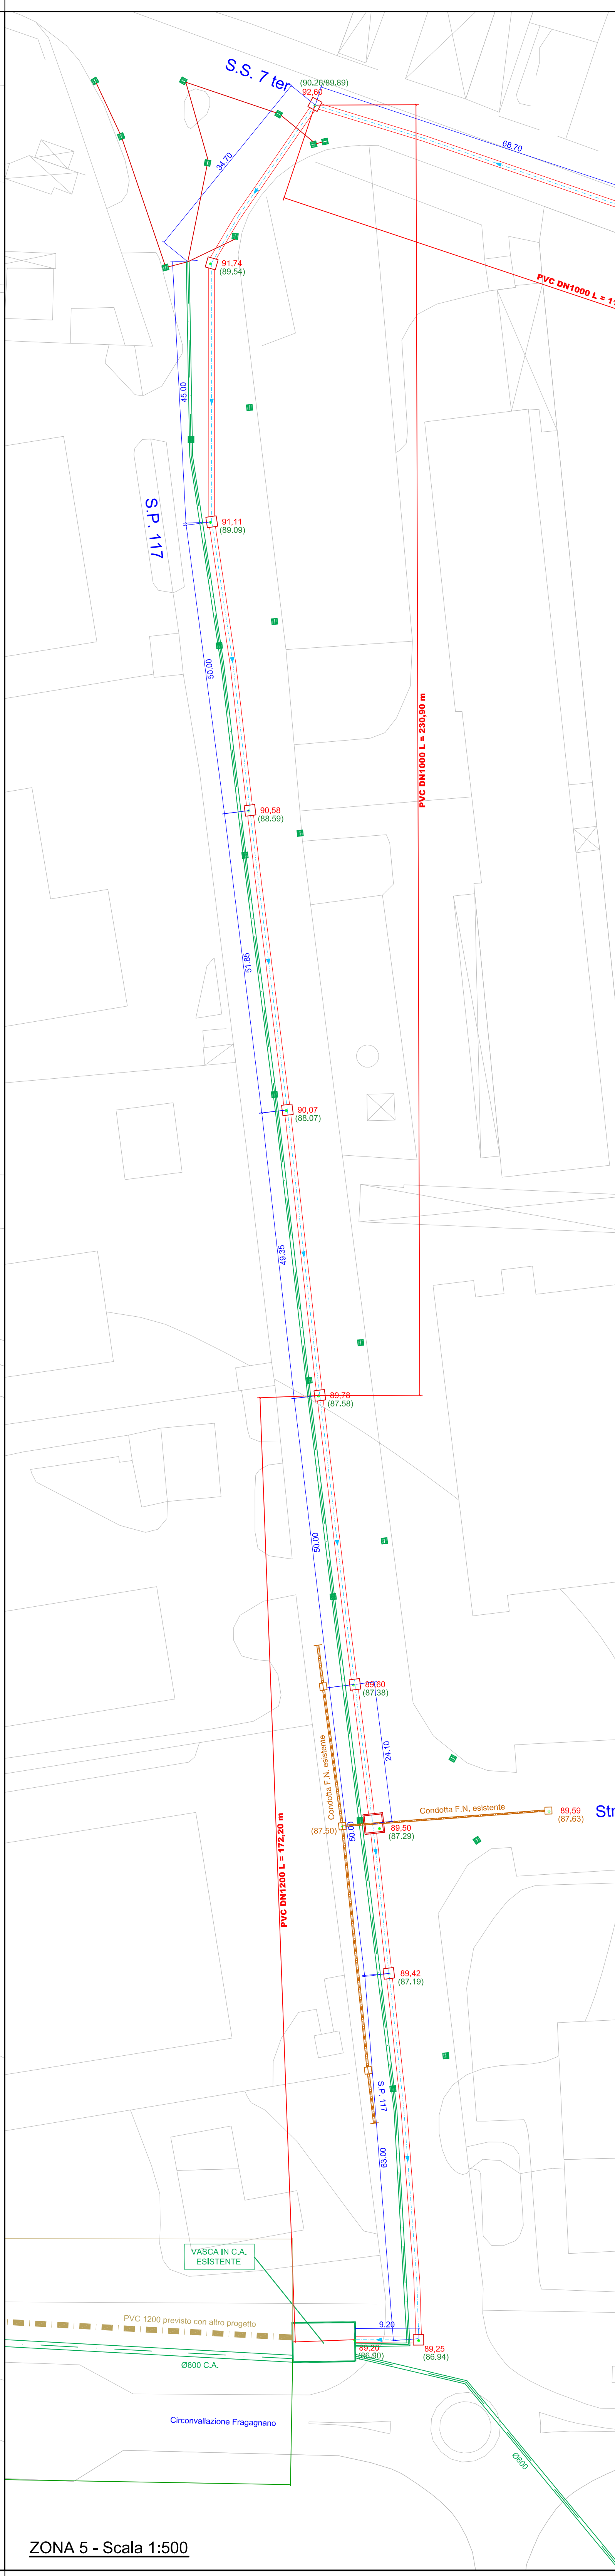 S.S. 7 ter
(90.26/89,89)
92,60
34.70
68.70
PVC DN1000 L = 1
91,74
(89.54)
45.00
S.P. 117
91,11
(89.09)
50.00
PVC DN1000 L = 230,90 m
90,58
(88.59)
51.85
90,07
(88.07)
49.35
89,78
(87.58)
50.00
89,60
(87.38)
24.10
Condotta F.N. esistente
Condotta F.N, esistente
89,59
(87.63)
Str
(87.50)
50.00
89,50
(87.29)
PVC DN1200 L = 172,20 m
89,42
(87.19)
S.P. 117
63.00
VASCA IN C.A.
ESISTENTE
PVC 1200 previsto con altro progetto
9.20
89,20
(86.90)
89,25
(86.94)
Ø800 C.A.
Circonvallazione Fragagnano
Ø600
ZONA 5 - Scala 1:500